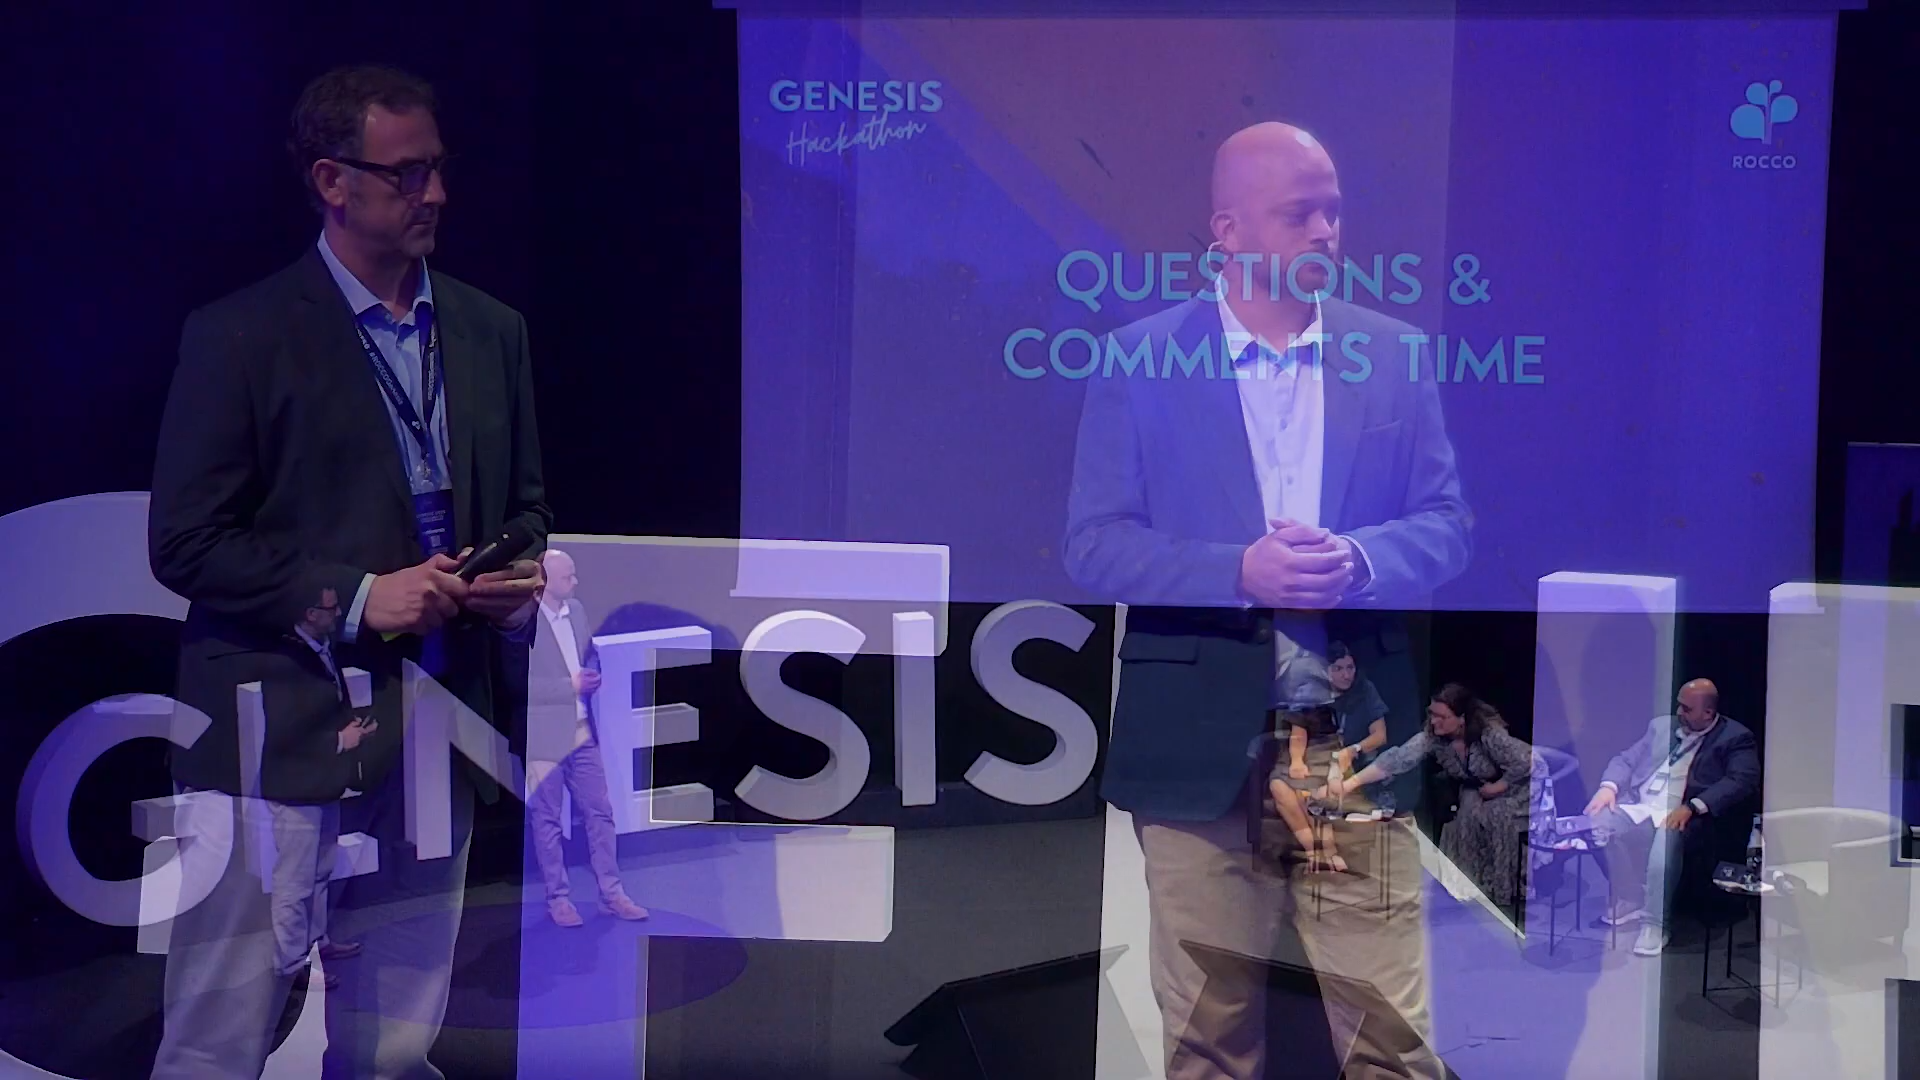 GENESIS
Hackathon
ROCCO
QUESTIONS &
COMMENTS TIME
GENESIS